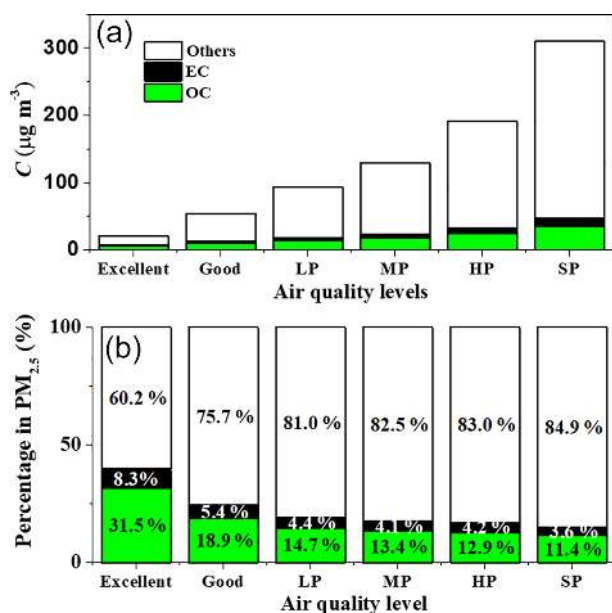 (a)
Others
EC
OC
300
200
100
0
C (μg m⁻³)
Excellent Good LP MP HP SP
Air quality levels
(b)
100
50
0
Percentage in PM₂.₅ (%)
60.2 % 75.7 % 81.0 % 82.5 % 83.0 % 84.9 %
8.3% 5.4 % 4.4 % 4.1 % 4.2 % 3.6 %
31.5 % 18.9 % 14.7 % 13.4 % 12.9 % 11.4 %
Excellent Good LP MP HP SP
Air quality levels